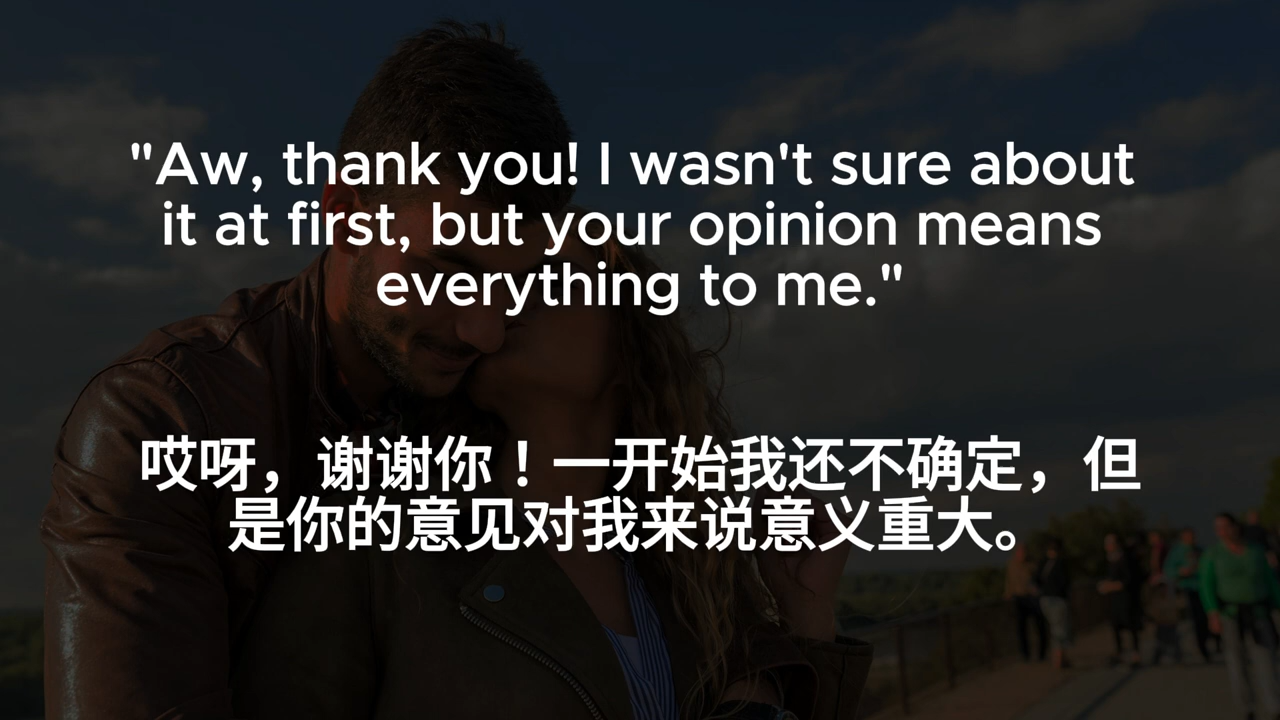 "Aw, thank you! I wasn't sure about
it at first, but your opinion means
everything to me."
哎呀，谢谢你！一开始我还不确定，但
是你的意见对我来说意义重大。